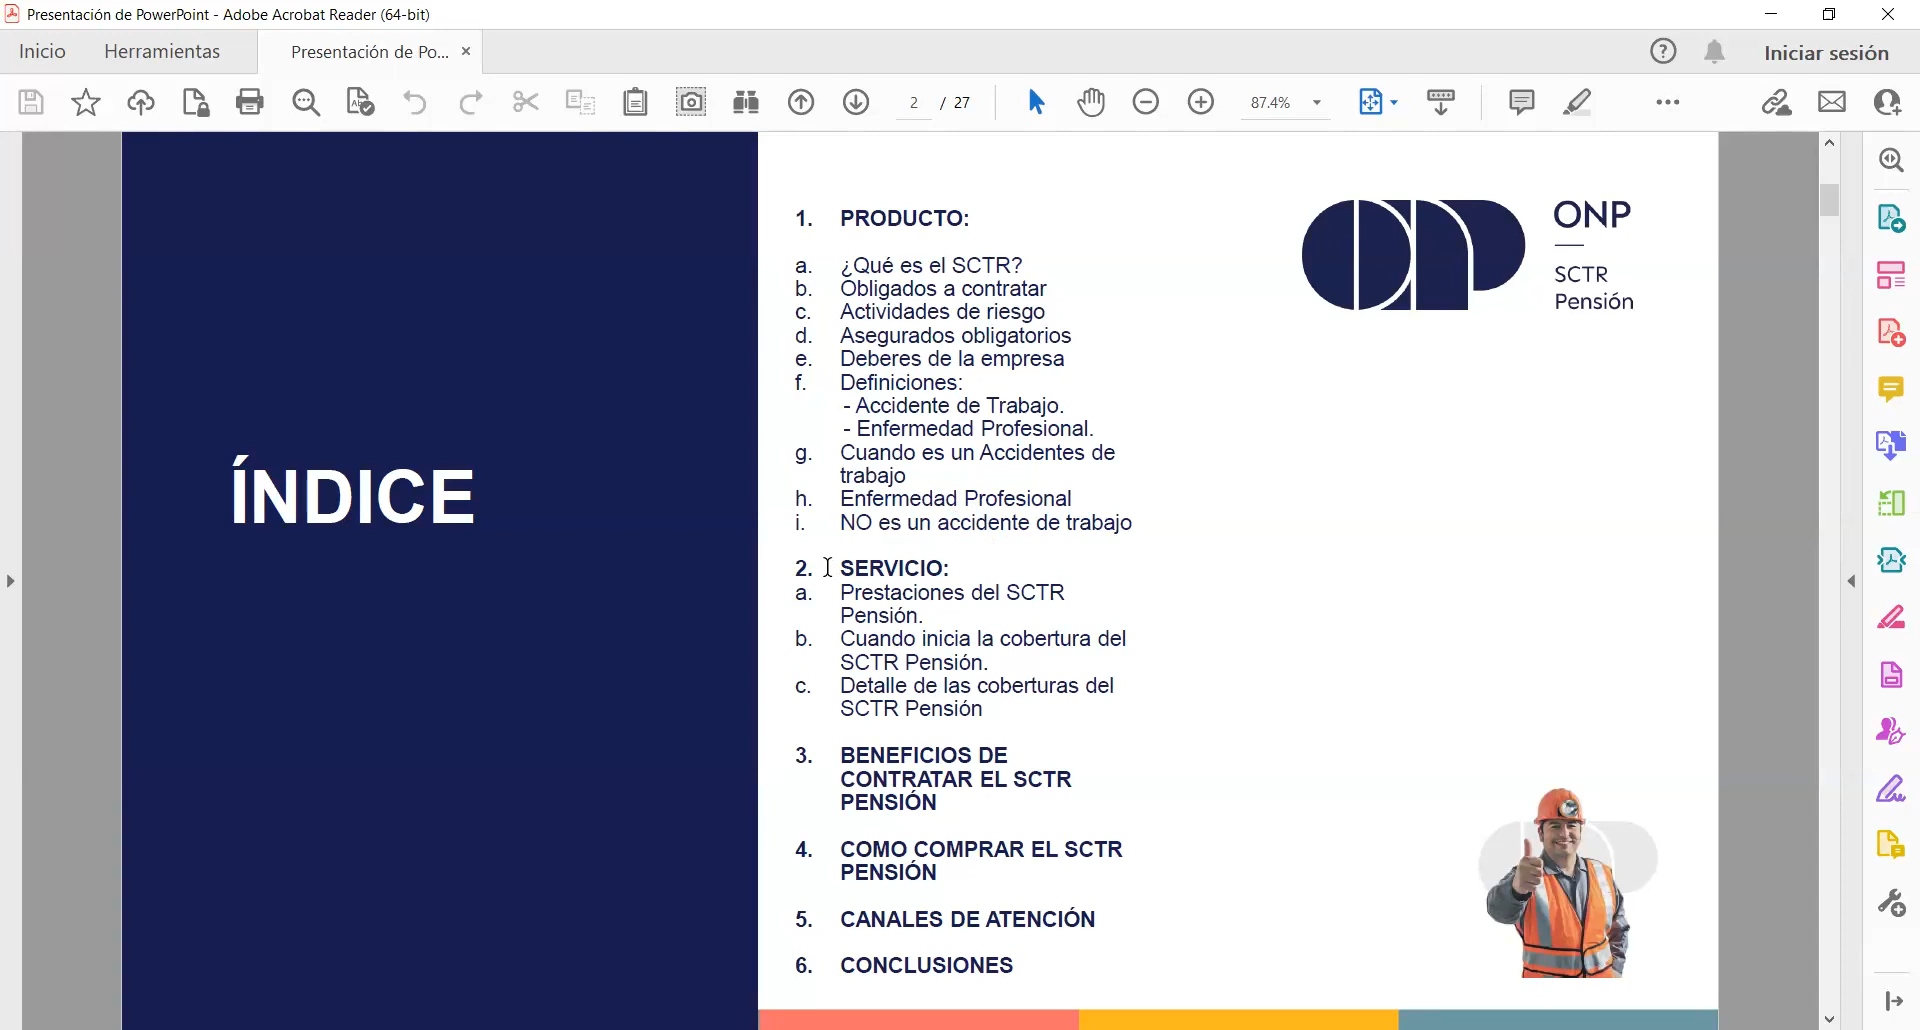 Presentación de PowerPoint - Adobe Acrobat Reader (64-bit)
Inicio
Herramientas
Presentación de Po...
Iniciar sesión
2 / 27
87.4%
ÍNDICE
1. PRODUCTO:
a. ¿Qué es el SCTR?
b. Obligados a contratar
c. Actividades de riesgo
d. Asegurados obligatorios
e. Deberes de la empresa
f. Definiciones:
- Accidente de Trabajo.
- Enfermedad Profesional.
g. Cuando es un Accidentes de
trabajo
h. Enfermedad Profesional
i. NO es un accidente de trabajo
2. SERVICIO:
a. Prestaciones del SCTR
Pensión.
b. Cuando inicia la cobertura del
SCTR Pensión.
c. Detalle de las coberturas del
SCTR Pensión
3. BENEFICIOS DE
CONTRATAR EL SCTR
PENSIÓN
4. COMO COMPRAR EL SCTR
PENSIÓN
5. CANALES DE ATENCIÓN
6. CONCLUSIONES
onp
ONP
SCTR
Pensión